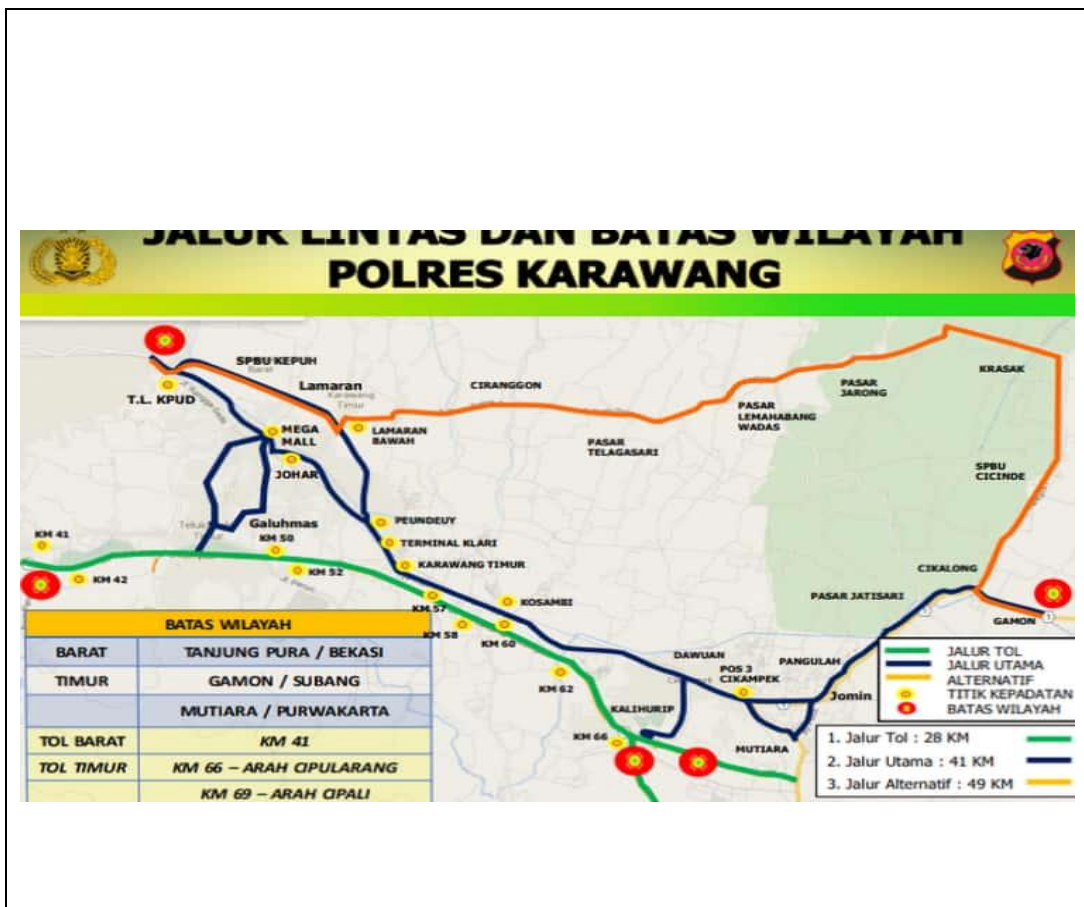 JALUR LINTAS DAN BATAS WILAYAH
POLRES KARAWANG
SPBU KEPUH
Lamaran
Karawang
Timur
T.L. KPUD
CIRANGGON
KRASAK
PASAR
JARONG
PASAR
LEMAHABANG
WADAS
LAMARAN
BAWAH
MEGA
MALL
PASAR
TELAGASARI
JOHAR
SPBU
CICINDE
PEUNDEUY
Galuhmas
KM 41
KM 50
TERMINAL KLARI
KARAWANG TIMUR
CIKALONG
KM 42
KM 52
PASAR JATISARI
KM 57
KOSAMBI
GAMON
KM 58
KM 60
DAWUAN
POS 3
CIKAMPEK
PANGULAH
KM 62
Jomin
KALIHURIP
KM 66
MUTIARA
BATAS WILAYAH
BARAT TANJUNG PURA / BEKASI
TIMUR GAMON / SUBANG
MUTIARA / PURWAKARTA
TOL BARAT KM 41
TOL TIMUR KM 66 – ARAH CIPULARANG
KM 69 – ARAH CIPALI
JALUR TOL
JALUR UTAMA
ALTERNATIF
TITIK KEPADATAN
BATAS WILAYAH
1. Jalur Tol : 28 KM
2. Jalur Utama : 41 KM
3. Jalur Alternatif : 49 KM